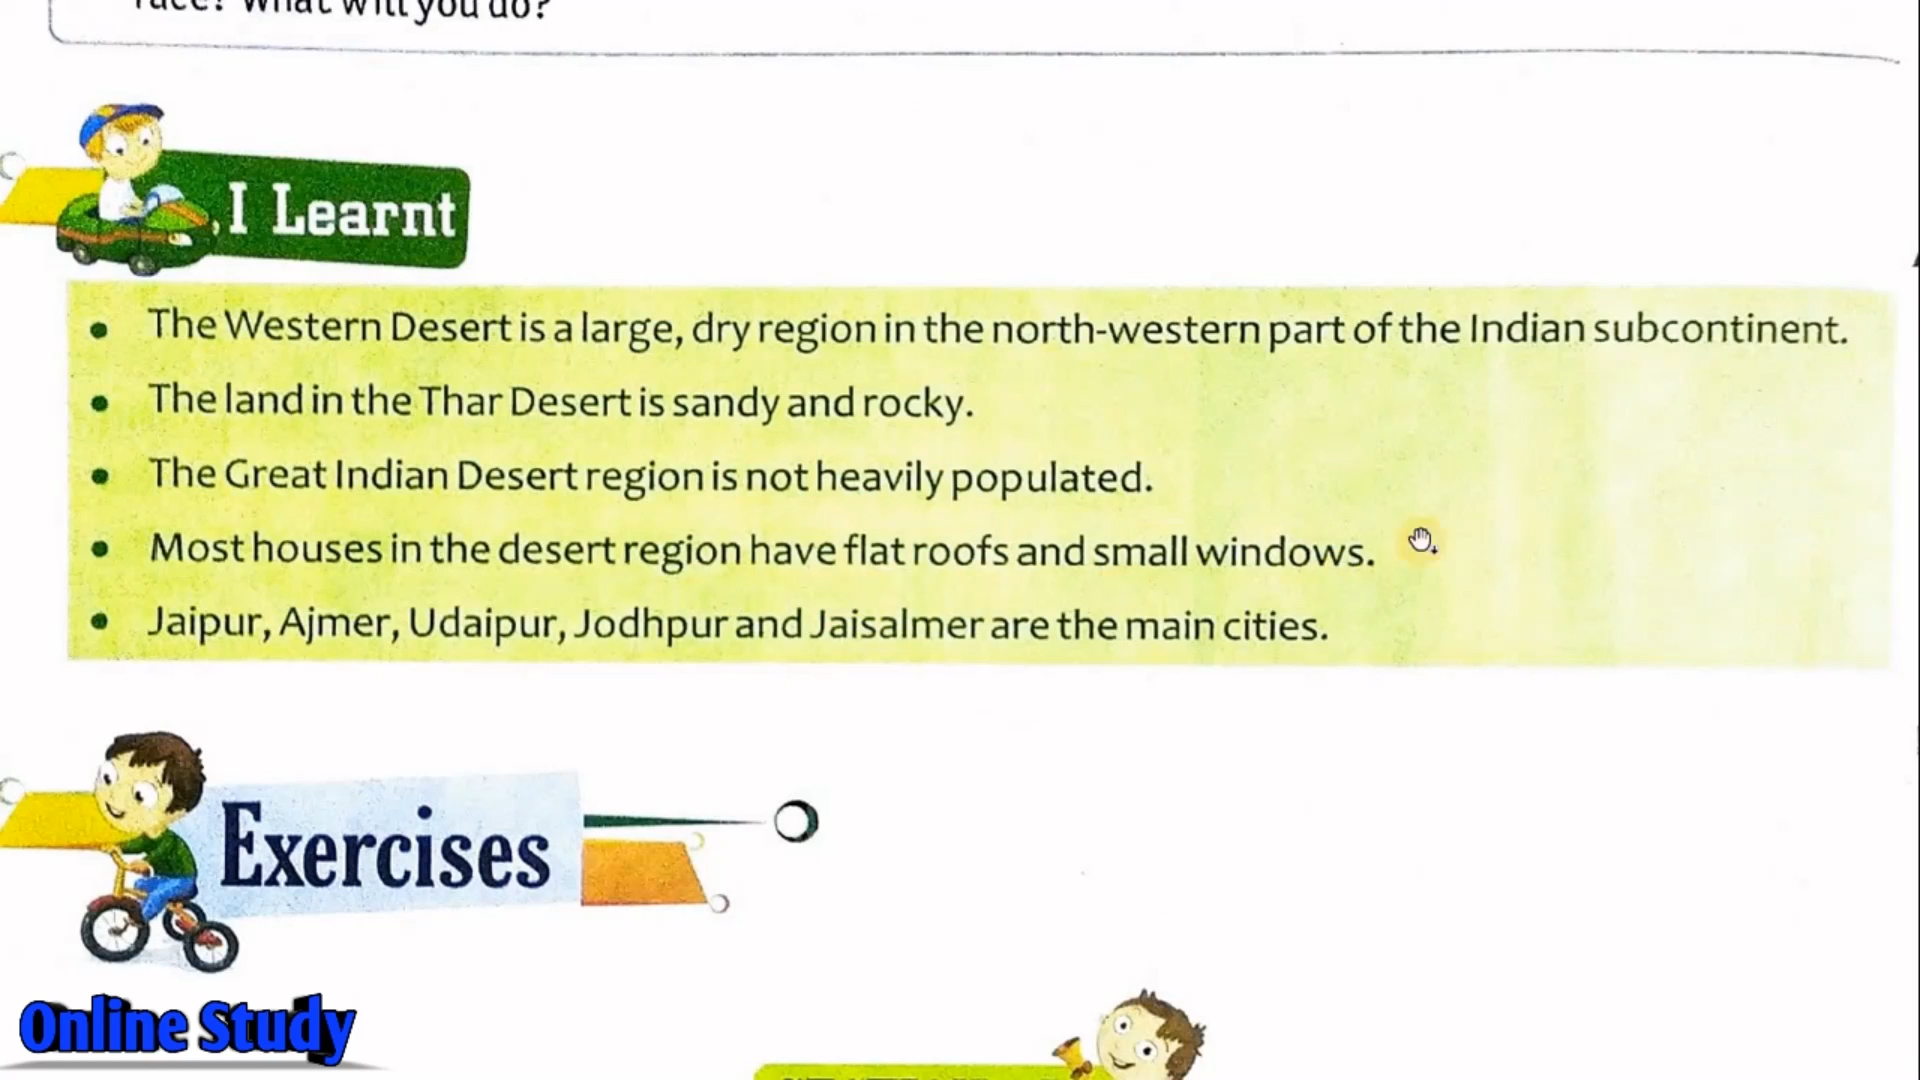 What will you do?
I Learnt
• The Western Desert is a large, dry region in the north-western part of the Indian subcontinent.
• The land in the Thar Desert is sandy and rocky.
• The Great Indian Desert region is not heavily populated.
• Most houses in the desert region have flat roofs and small windows.
• Jaipur, Ajmer, Udaipur, Jodhpur and Jaisalmer are the main cities.
Exercises
Online Study